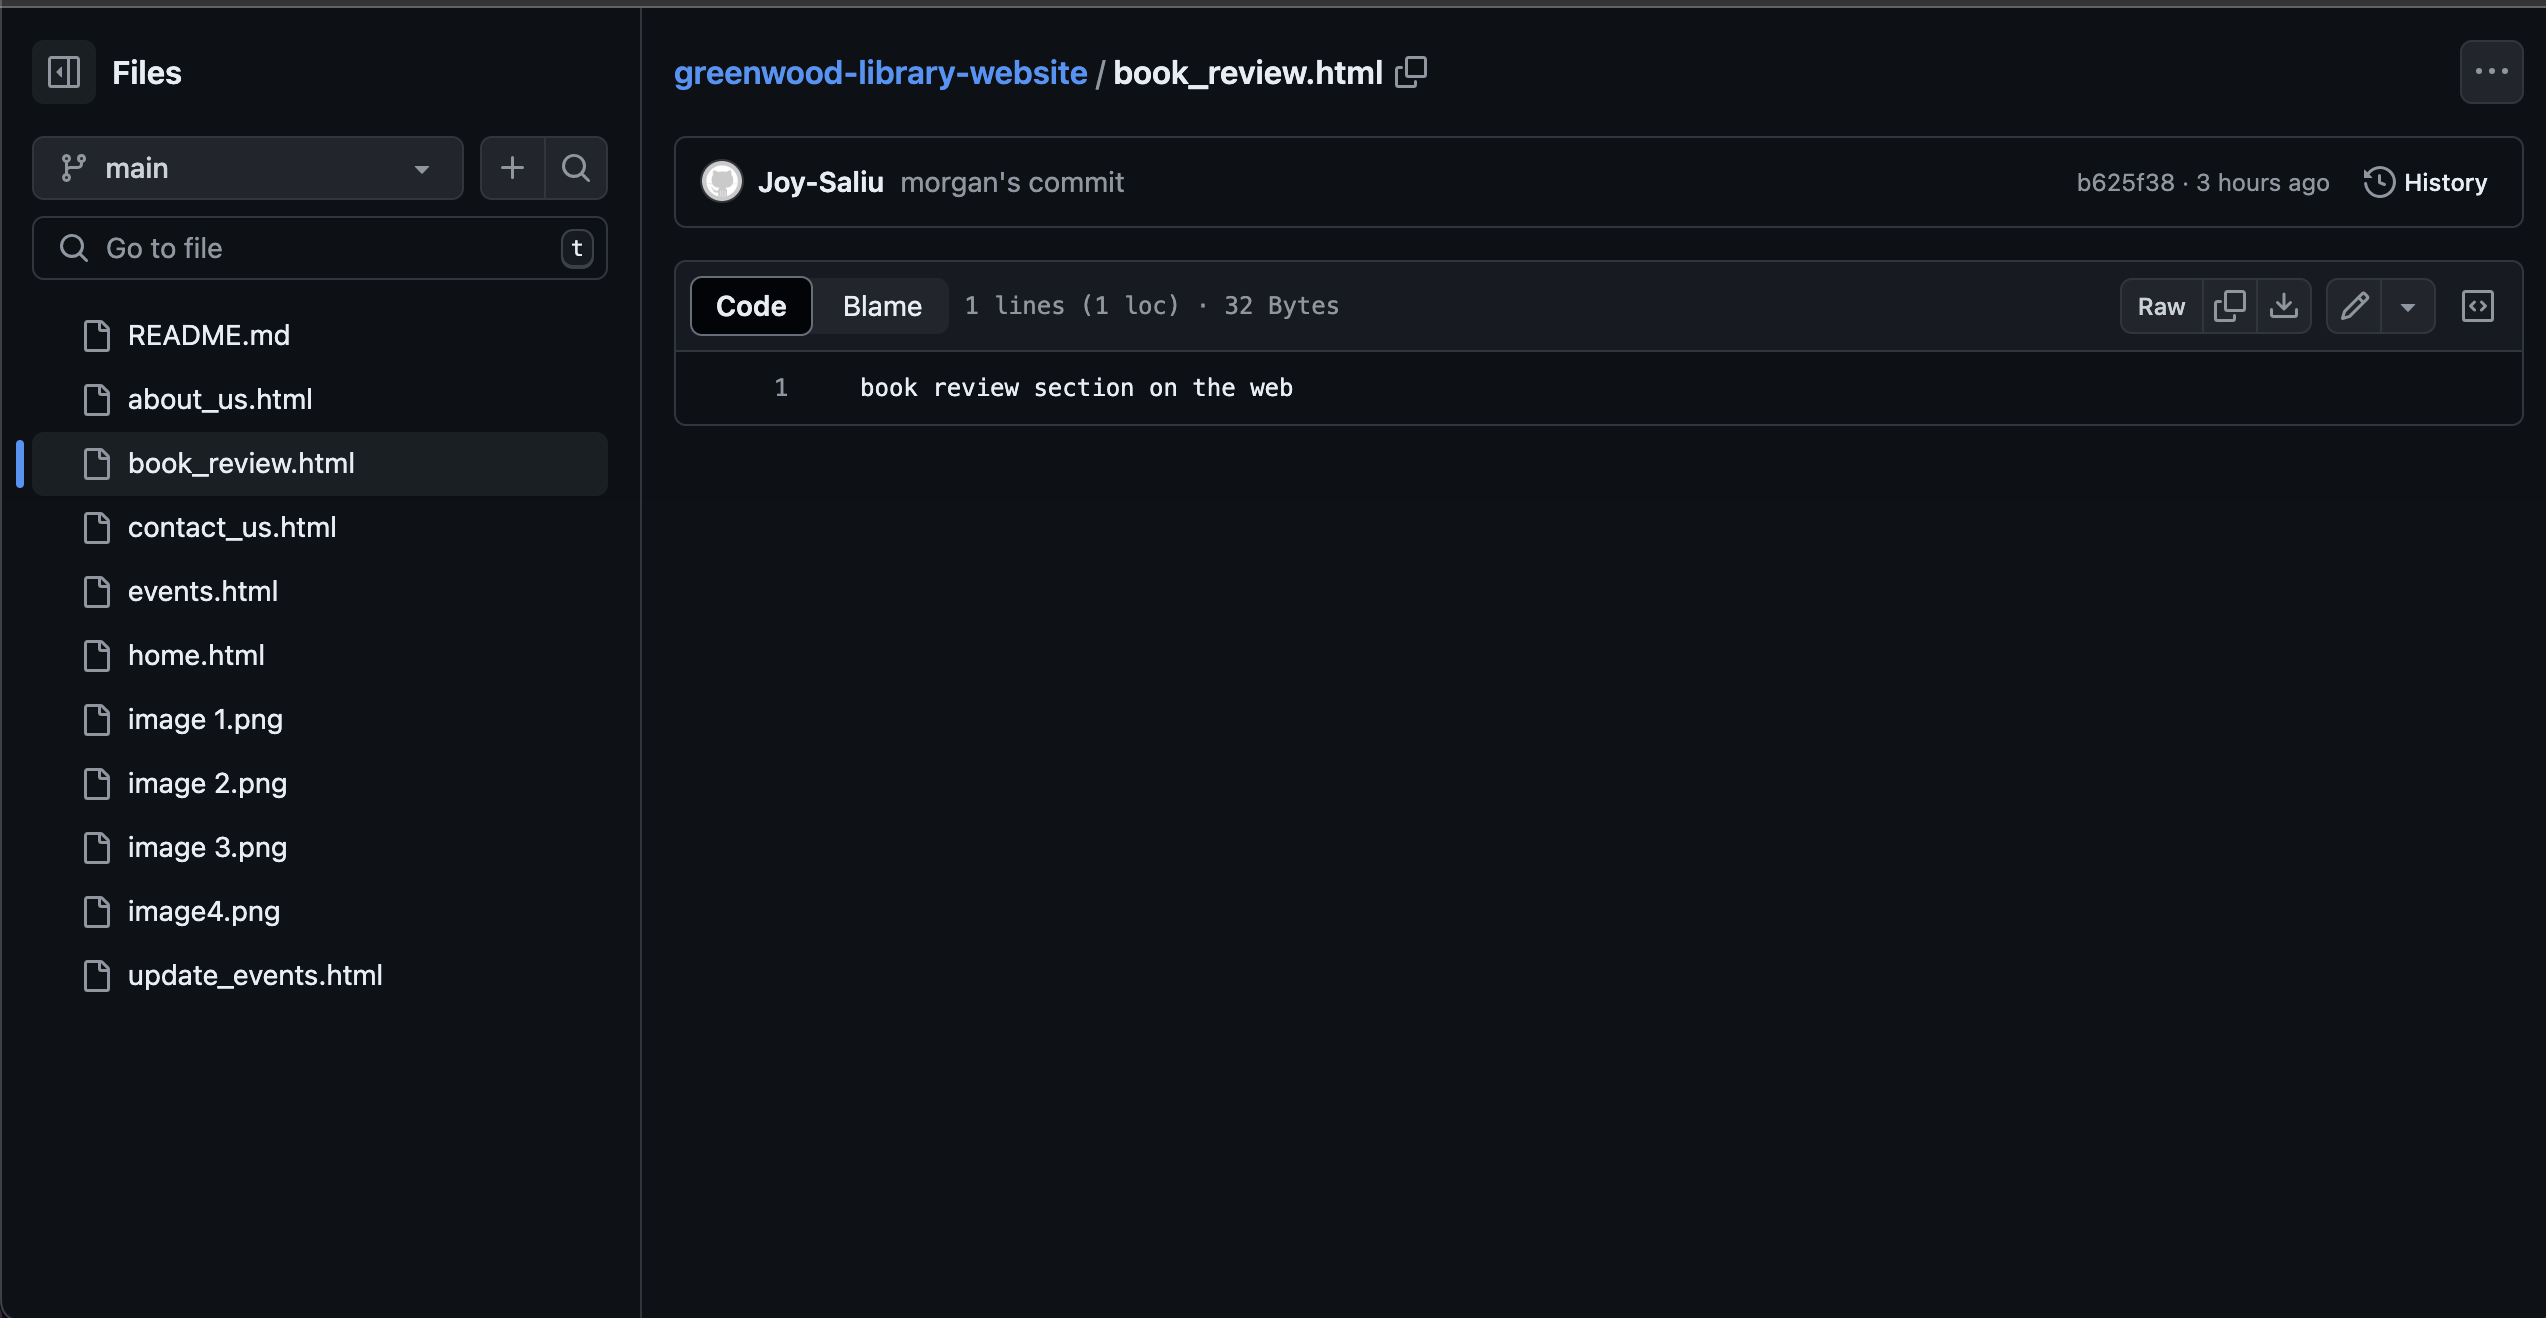 Files
main
Go to file
t
README.md
about_us.html
book_review.html
contact_us.html
events.html
home.html
image 1.png
image 2.png
image 3.png
image4.png
update_events.html
greenwood-library-website / book_review.html
Joy-Saliu morgan's commit
b625f38 · 3 hours ago
History
Code
Blame
1 lines (1 loc) · 32 Bytes
Raw
1 book review section on the web